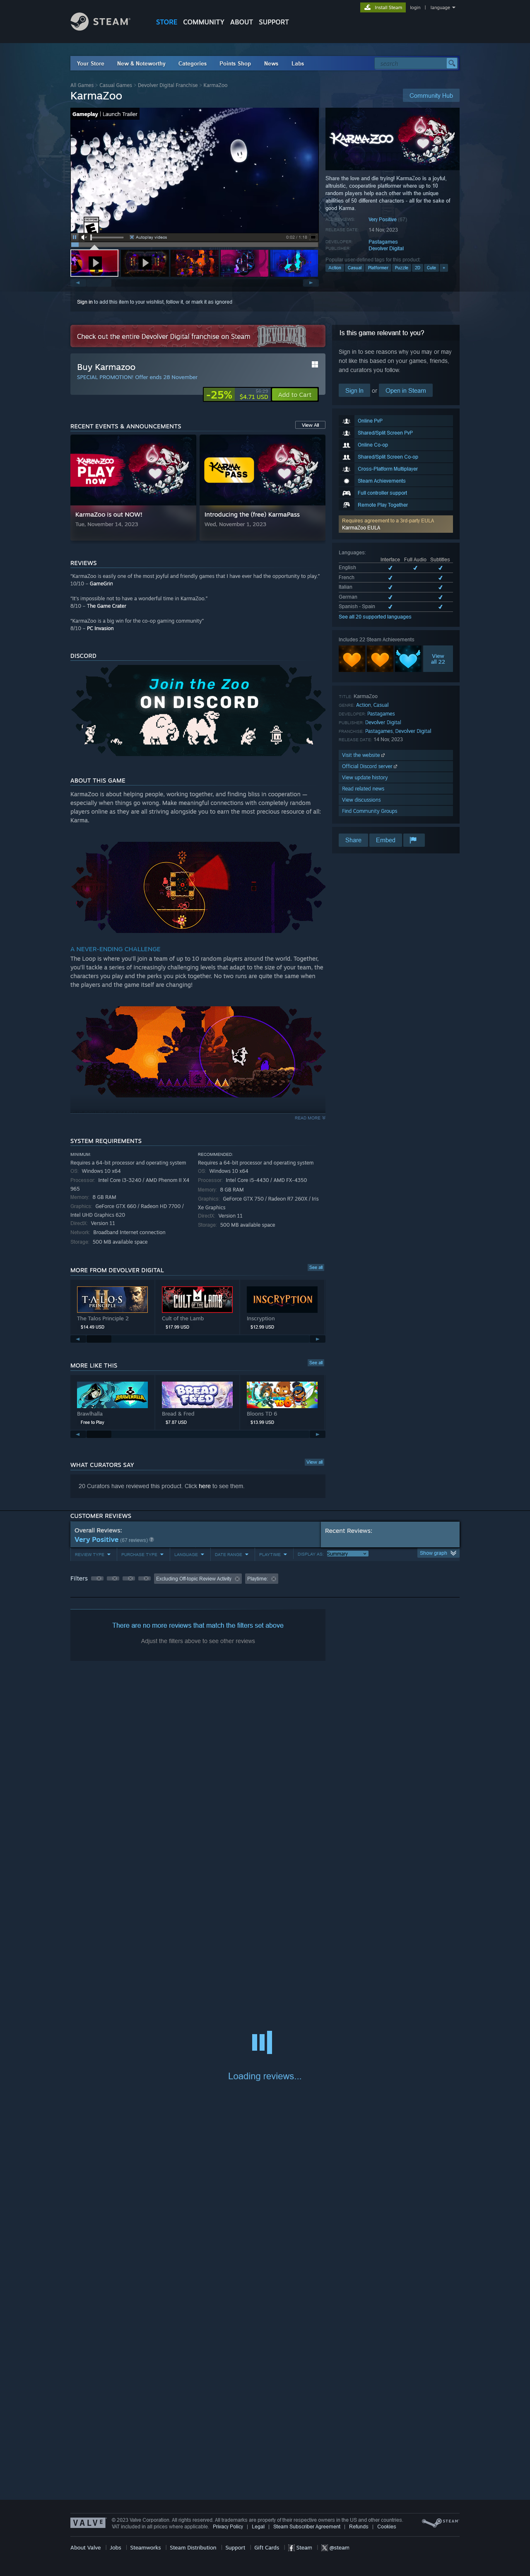 Install Steam
login | language
STEAM®
STORE COMMUNITY ABOUT SUPPORT
Your Store New & Noteworthy Categories Points Shop News Labs
search
All Games > Casual Games > Devolver Digital Franchise > KarmaZoo
KarmaZoo
Community Hub
Gameplay | Launch Trailer
Autoplay videos
0:02 / 1:16
KARMAZOO
Share the love and die trying! KarmaZoo is a joyful, altruistic, cooperative platformer where up to 10 random players help each other with the unique abilities of 50 different characters - all for the sake of good Karma.
Very Positive (67)
RELEASE DATE: 14 Nov, 2023
DEVELOPER: Pastagames
PUBLISHER: Devolver Digital
Popular user-defined tags for this product:
Action Casual Platformer Puzzle 2D Cute +
Sign in to add this item to your wishlist, follow it, or mark it as ignored
Check out the entire Devolver Digital franchise on Steam
DEVOLVER
Buy Karmazoo
SPECIAL PROMOTION! Offer ends 28 November
-25% $4.71 USD
Add to Cart
RECENT EVENTS & ANNOUNCEMENTS
View All
KARMAZOO
PLAY
NOW
KarmaZoo is out NOW!
Tue, November 14, 2023
KARMA
PASS
Introducing the (free) KarmaPass
Wed, November 1, 2023
REVIEWS
"KarmaZoo is easily one of the most joyful and friendly games that I have ever had the opportunity to play."
10/10 – GameGrin
"It's impossible not to have a wonderful time in KarmaZoo."
8/10 – The Game Crater
"KarmaZoo is a big win for the co-op gaming community"
8/10 – PC Invasion
DISCORD
Join the Zoo
ON DISCORD
ABOUT THIS GAME
KarmaZoo is about helping people, working together, and finding bliss in cooperation — especially when things go wrong. Make meaningful connections with completely random players online as they are all striving alongside you to earn the most precious resource of all: Karma.
A NEVER-ENDING CHALLENGE
The Loop is where you'll join a team of up to 10 random players around the world. Together, you'll tackle a series of increasingly challenging levels that adapt to the size of your team, the characters you play and the perks you pick together. No two runs are quite the same when the players and the game itself are changing!
READ MORE
SYSTEM REQUIREMENTS
MINIMUM:
Requires a 64-bit processor and operating system
OS: Windows 10 x64
Processor: Intel Core i3-3240 / AMD Phenom II X4 965
Memory: 8 GB RAM
Graphics: GeForce GTX 660 / Radeon HD 7700 / Intel UHD Graphics 620
DirectX: Version 11
Network: Broadband Internet connection
Storage: 500 MB available space
RECOMMENDED:
Requires a 64-bit processor and operating system
OS: Windows 10 x64
Processor: Intel Core i5-4430 / AMD FX-4350
Memory: 8 GB RAM
Graphics: GeForce GTX 750 / Radeon R7 260X / Iris Xe Graphics
DirectX: Version 11
Storage: 500 MB available space
MORE FROM DEVOLVER DIGITAL
See all
TALOS PRINCIPLE
The Talos Principle 2
$14.49 USD
CULT OF THE LAMB
Cult of the Lamb
$17.99 USD
INSCRYPTION
Inscryption
$12.99 USD
MORE LIKE THIS
See all
BRAWLHALLA
Brawlhalla
Free to Play
BREAD & FRED
Bread & Fred
$7.87 USD
Bloons TD 6
$13.99 USD
WHAT CURATORS SAY
View all
20 Curators have reviewed this product. Click here to see them.
CUSTOMER REVIEWS
Overall Reviews:
Very Positive (67 reviews)
Recent Reviews:
REVIEW TYPE PURCHASE TYPE LANGUAGE DATE RANGE PLAYTIME DISPLAY AS: Summary
Show graph
Filters
Excluding Off-topic Review Activity
Playtime:
There are no more reviews that match the filters set above
Adjust the filters above to see other reviews
Loading reviews...
Is this game relevant to you?
Sign in to see reasons why you may or may not like this based on your games, friends, and curators you follow.
Sign In or Open in Steam
Online PvP
Shared/Split Screen PvP
Online Co-op
Shared/Split Screen Co-op
Cross-Platform Multiplayer
Steam Achievements
Full controller support
Remote Play Together
Requires agreement to a 3rd-party EULA
KarmaZoo EULA
Languages:
Interface Full Audio Subtitles
English ✔ ✔ ✔
French ✔ ✔
Italian ✔ ✔
German ✔ ✔
Spanish - Spain ✔ ✔
See all 20 supported languages
Includes 22 Steam Achievements
View
all 22
TITLE: KarmaZoo
GENRE: Action, Casual
DEVELOPER: Pastagames
PUBLISHER: Devolver Digital
FRANCHISE: Pastagames, Devolver Digital
RELEASE DATE: 14 Nov, 2023
Visit the website
Official Discord server
View update history
Read related news
View discussions
Find Community Groups
Share Embed
VALVE
© 2023 Valve Corporation. All rights reserved. All trademarks are property of their respective owners in the US and other countries.
VAT included in all prices where applicable. Privacy Policy | Legal | Steam Subscriber Agreement | Refunds | Cookies
STEAM
About Valve | Jobs | Steamworks | Steam Distribution | Support | Gift Cards | Steam | @steam